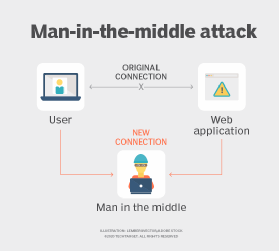 Man-in-the-middle attack
ORIGINAL
CONNECTION
X
User
Web
application
NEW
CONNECTION
Man in the middle